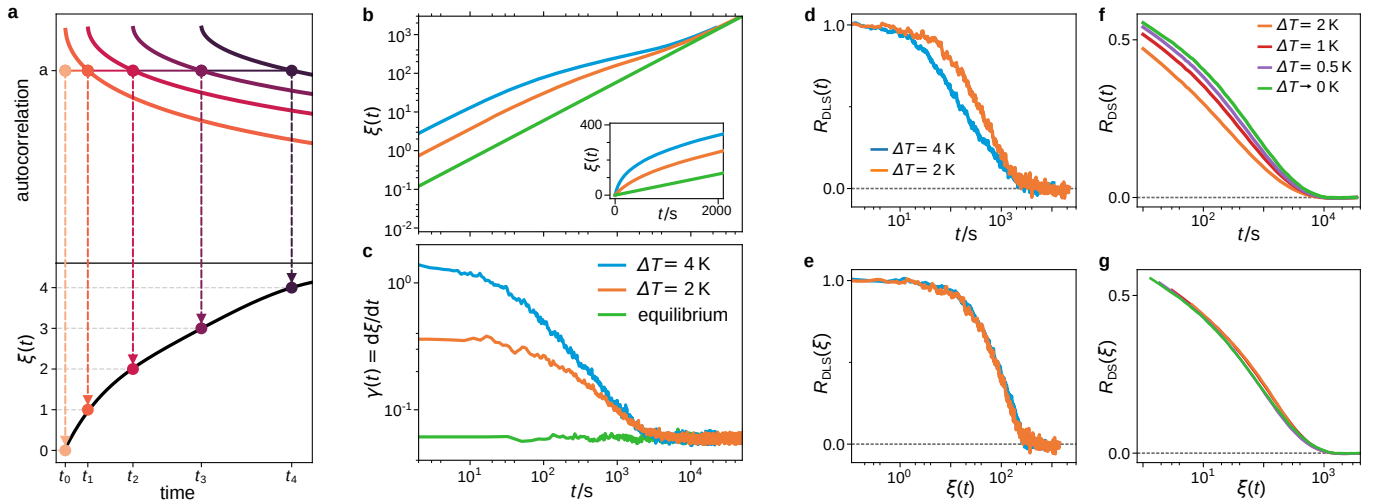 a
autocorrelation
a
ξ(t)
4
3
2
1
0
t₀ t₁ t₂ t₃ t₄
time
b
ξ(t)
10³
10²
10¹
10⁰
10⁻¹
10⁻²
ξ(t)
400
0
0 2000
t/s
c
γ(t) = dξ/dt
10⁰
10⁻¹
ΔT = 4 K
ΔT = 2 K
equilibrium
10¹ 10² 10³ 10⁴
t/s
d
R_DLS(t)
1.0
0.0
ΔT = 4 K
ΔT = 2 K
10¹ 10³
t/s
e
R_DLS(ξ)
1.0
0.0
10⁰ 10²
ξ(t)
f
R_DS(t)
0.5
0.0
ΔT = 2 K
ΔT = 1 K
ΔT = 0.5 K
ΔT → 0 K
10² 10⁴
t/s
g
R_DS(ξ)
0.5
0.0
10¹ 10³
ξ(t)